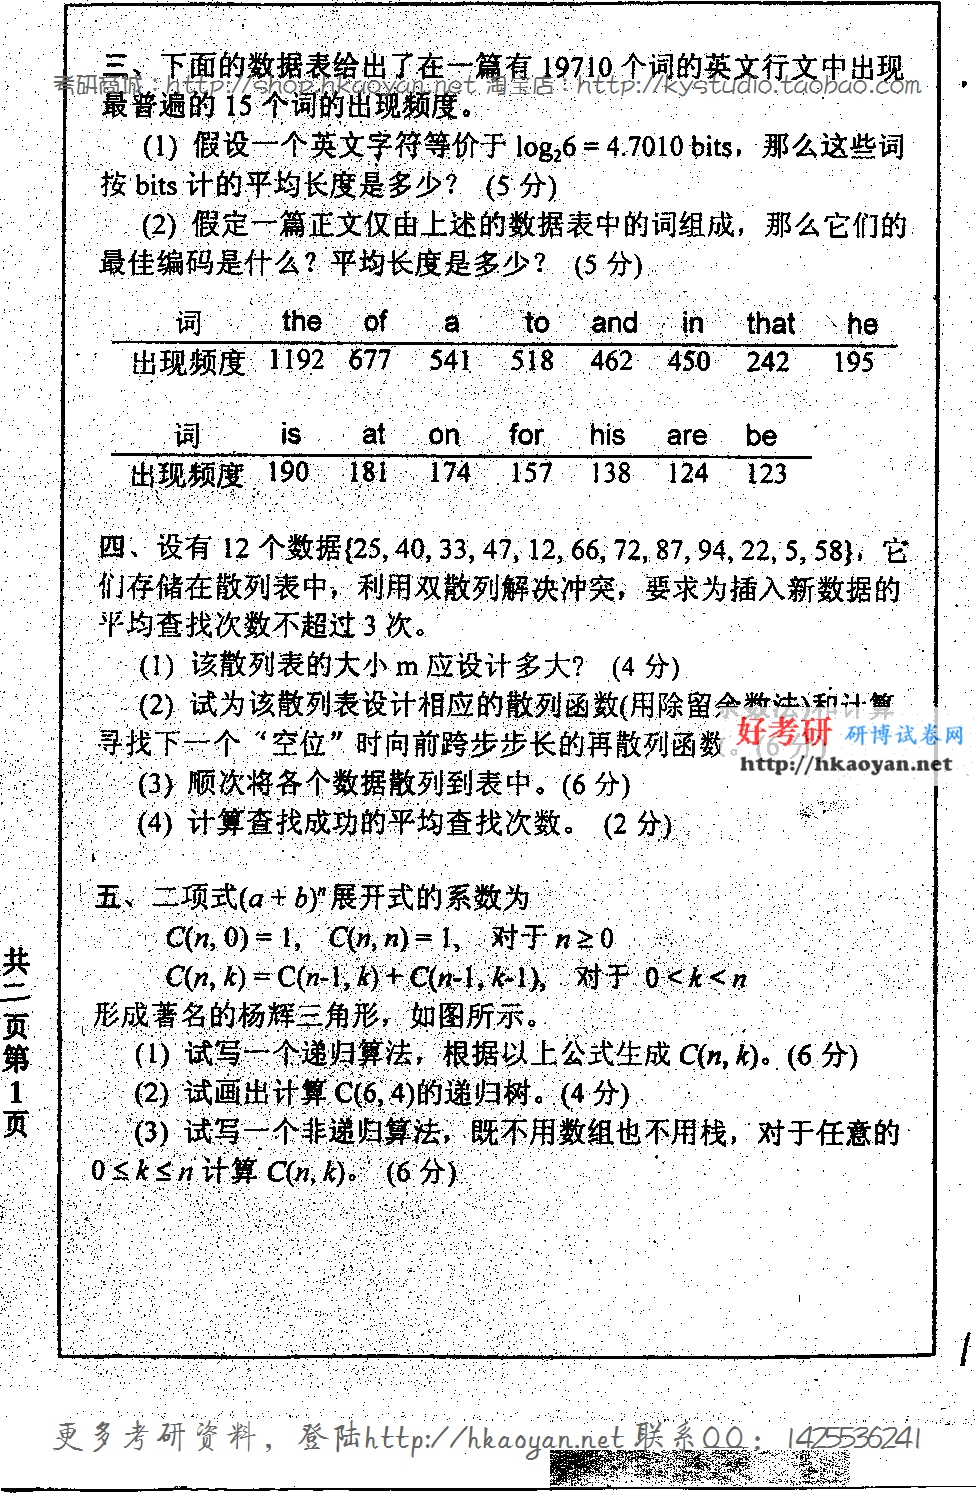 三、下面的数据表给出了在一篇有 19710 个词的英文行文中出现
考研商城：http://shop.hkaoyan.net 淘宝店：http://kystudio.taobao.com
最普遍的 15 个词的出现频度。
(1) 假设一个英文字符等价于 log₂6 = 4.7010 bits，那么这些词
按 bits 计的平均长度是多少？ (5 分)
(2) 假定一篇正文仅由上述的数据表中的词组成，那么它们的
最佳编码是什么？平均长度是多少？ (5 分)
词 the of a to and in that he
出现频度 1192 677 541 518 462 450 242 195
词 is at on for his are be
出现频度 190 181 174 157 138 124 123
四、设有 12 个数据{25, 40, 33, 47, 12, 66, 72, 87, 94, 22, 5, 58}，它
们存储在散列表中，利用双散列解决冲突，要求为插入新数据的
平均查找次数不超过 3 次。
(1) 该散列表的大小 m 应设计多大？ (4 分)
(2) 试为该散列表设计相应的散列函数(用除留余数法)和计算
寻找下一个“空位”时向前跨步步长的再散列函数。(6 分)
好考研 研博试卷网
http://hkaoyan.net
(3) 顺次将各个数据散列到表中。(6 分)
(4) 计算查找成功的平均查找次数。 (2 分)
五、二项式(a + b)ⁿ展开式的系数为
C(n, 0) = 1, C(n, n) = 1, 对于 n ≥ 0
C(n, k) = C(n-1, k) + C(n-1, k-1), 对于 0 < k < n
形成著名的杨辉三角形，如图所示。
(1) 试写一个递归算法，根据以上公式生成 C(n, k)。(6 分)
(2) 试画出计算 C(6, 4)的递归树。(4 分)
(3) 试写一个非递归算法，既不用数组也不用栈，对于任意的
0 ≤ k ≤ n 计算 C(n, k)。 (6 分)
共二页第1页
更多考研资料，登陆http://hkaoyan.net 联系QQ：1425536241